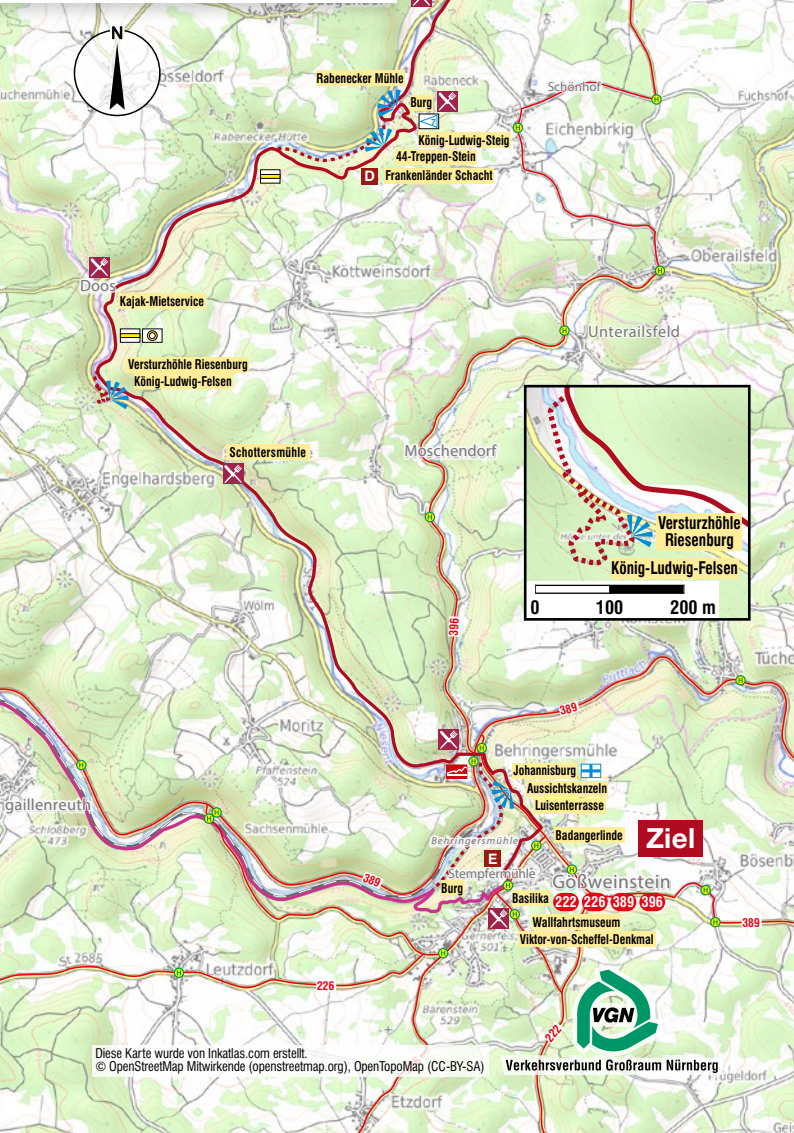 N
Rabenecker Mühle
Rabeneck
Burg
Schönhof
Eichenbirkig
König-Ludwig-Steig
44-Treppen-Stein
D
Frankenländer Schacht
Rabenecker Hütte
Oberailsfeld
Köttweinsdorf
Doos
Kajak-Mietservice
Unterailsfeld
Versturzhöhle Riesenburg
König-Ludwig-Felsen
Schottersmühle
Moschendorf
Engelhardsberg
Versturzhöhle
Riesenburg
König-Ludwig-Felsen
0 100 200 m
Wölm
396
Püttlach
389
Moritz
Behringersmühle
Pfaffenstein
524
Johannisburg
Aussichtskanzeln
Luisenterrasse
Schloßberg
473
Sachsenmühle
Badangerlinde
Ziel
Behringersmühle
E
Stempfermühle
389
Burg
Gößweinstein
Basilika 222 226 389 396
Wallfahrtsmuseum
Viktor-von-Scheffel-Denkmal
389
Gernerfels
501
St 2685
Leutzdorf
226
Bärenstein
529
222
VGN
Verkehrsverbund Großraum Nürnberg
Diese Karte wurde von Inkatlas.com erstellt.
© OpenStreetMap Mitwirkende (openstreetmap.org), OpenTopoMap (CC-BY-SA)
Etzdorf